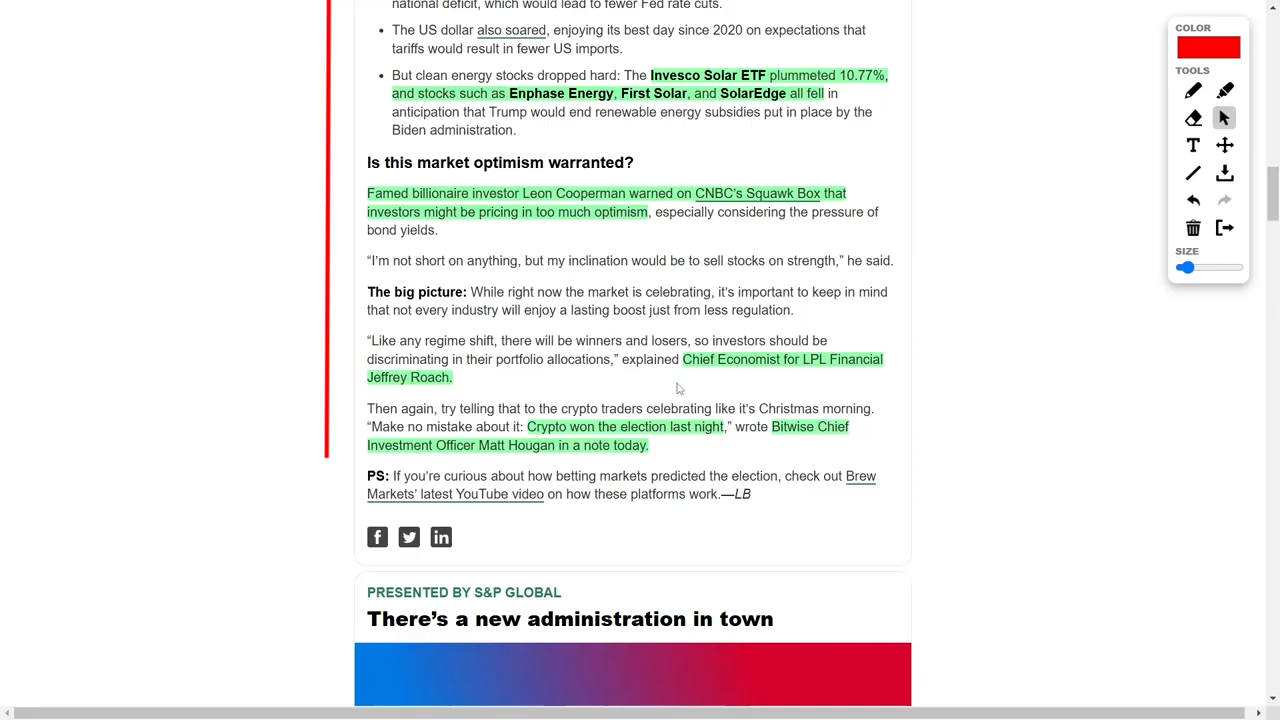 national deficit, which would lead to fewer Fed rate cuts.
• The US dollar also soared, enjoying its best day since 2020 on expectations that
tariffs would result in fewer US imports.
• But clean energy stocks dropped hard: The Invesco Solar ETF plummeted 10.77%,
and stocks such as Enphase Energy, First Solar, and SolarEdge all fell in
anticipation that Trump would end renewable energy subsidies put in place by the
Biden administration.
Is this market optimism warranted?
Famed billionaire investor Leon Cooperman warned on CNBC’s Squawk Box that
investors might be pricing in too much optimism, especially considering the pressure of
bond yields.
“I’m not short on anything, but my inclination would be to sell stocks on strength,” he said.
The big picture: While right now the market is celebrating, it’s important to keep in mind
that not every industry will enjoy a lasting boost just from less regulation.
“Like any regime shift, there will be winners and losers, so investors should be
discriminating in their portfolio allocations,” explained Chief Economist for LPL Financial
Jeffrey Roach.
Then again, try telling that to the crypto traders celebrating like it’s Christmas morning.
“Make no mistake about it: Crypto won the election last night,” wrote Bitwise Chief
Investment Officer Matt Hougan in a note today.
PS: If you’re curious about how betting markets predicted the election, check out Brew
Markets’ latest YouTube video on how these platforms work.—LB
PRESENTED BY S&P GLOBAL
There’s a new administration in town
COLOR
TOOLS
SIZE